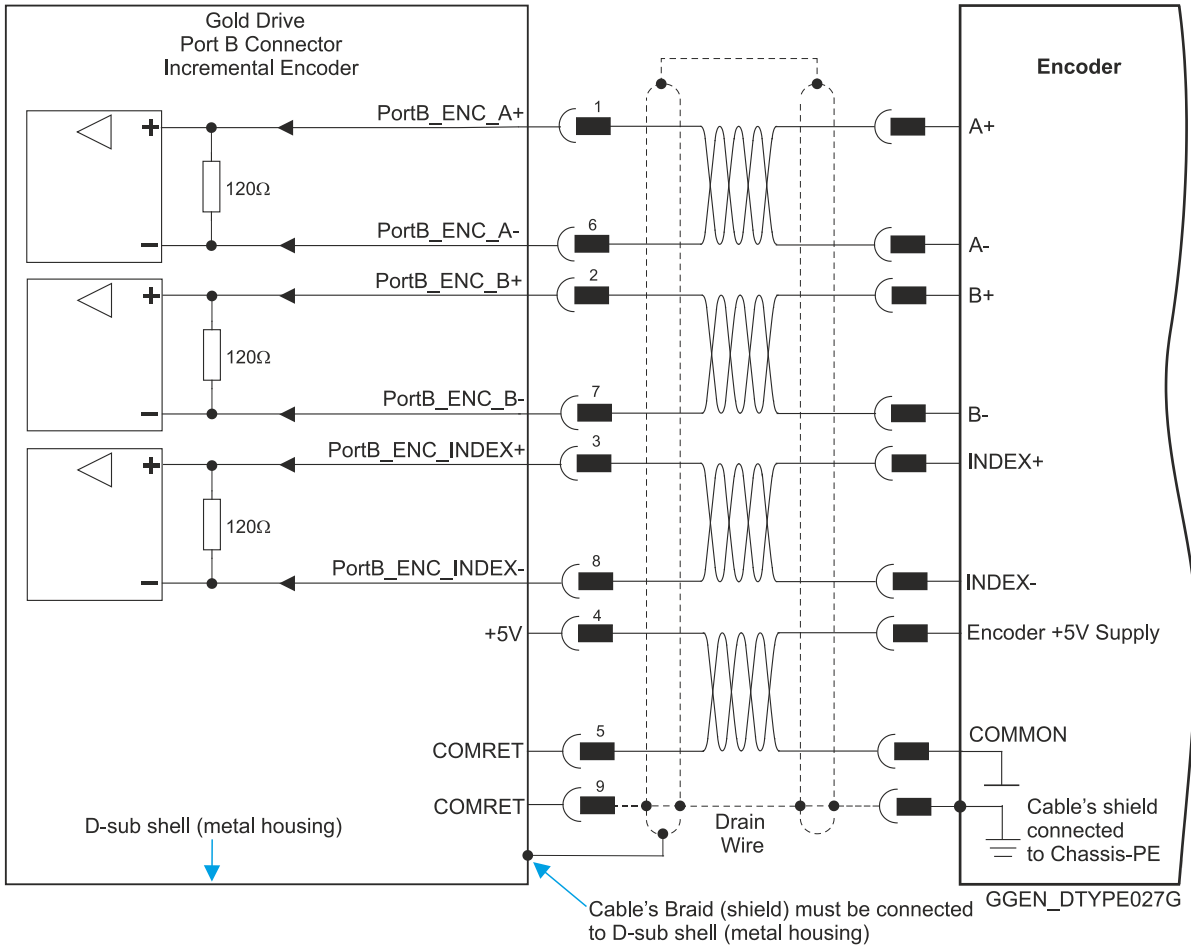 Gold Drive
Port B Connector
Incremental Encoder
Encoder
PortB_ENC_A+
1
A+
120Ω
PortB_ENC_A-
6
A-
PortB_ENC_B+
2
B+
120Ω
PortB_ENC_B-
7
B-
PortB_ENC_INDEX+
3
INDEX+
120Ω
PortB_ENC_INDEX-
8
INDEX-
+5V
4
Encoder +5V Supply
COMRET
5
COMMON
COMRET
9
Drain
Wire
Cable's shield
connected
to Chassis-PE
D-sub shell (metal housing)
GGEN_DTYPE027G
Cable's Braid (shield) must be connected
to D-sub shell (metal housing)